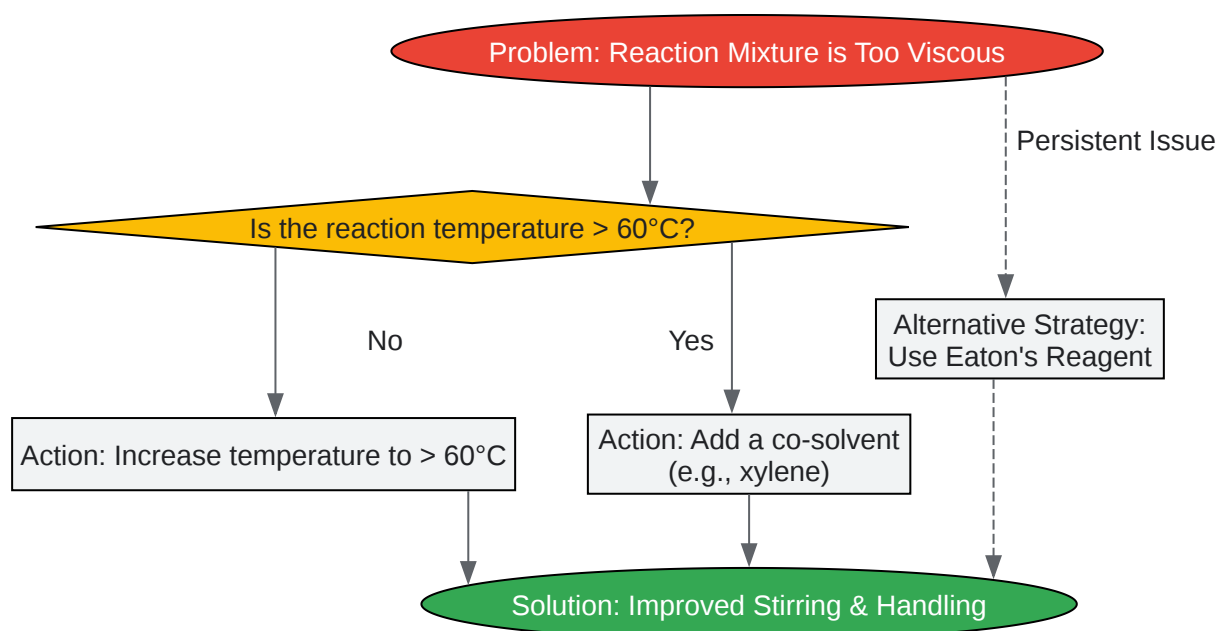 Problem: Reaction Mixture is Too Viscous
Persistent Issue
Is the reaction temperature > 60°C?
No
Yes
Alternative Strategy:
Use Eaton's Reagent
Action: Increase temperature to > 60°C
Action: Add a co-solvent
(e.g., xylene)
Solution: Improved Stirring & Handling